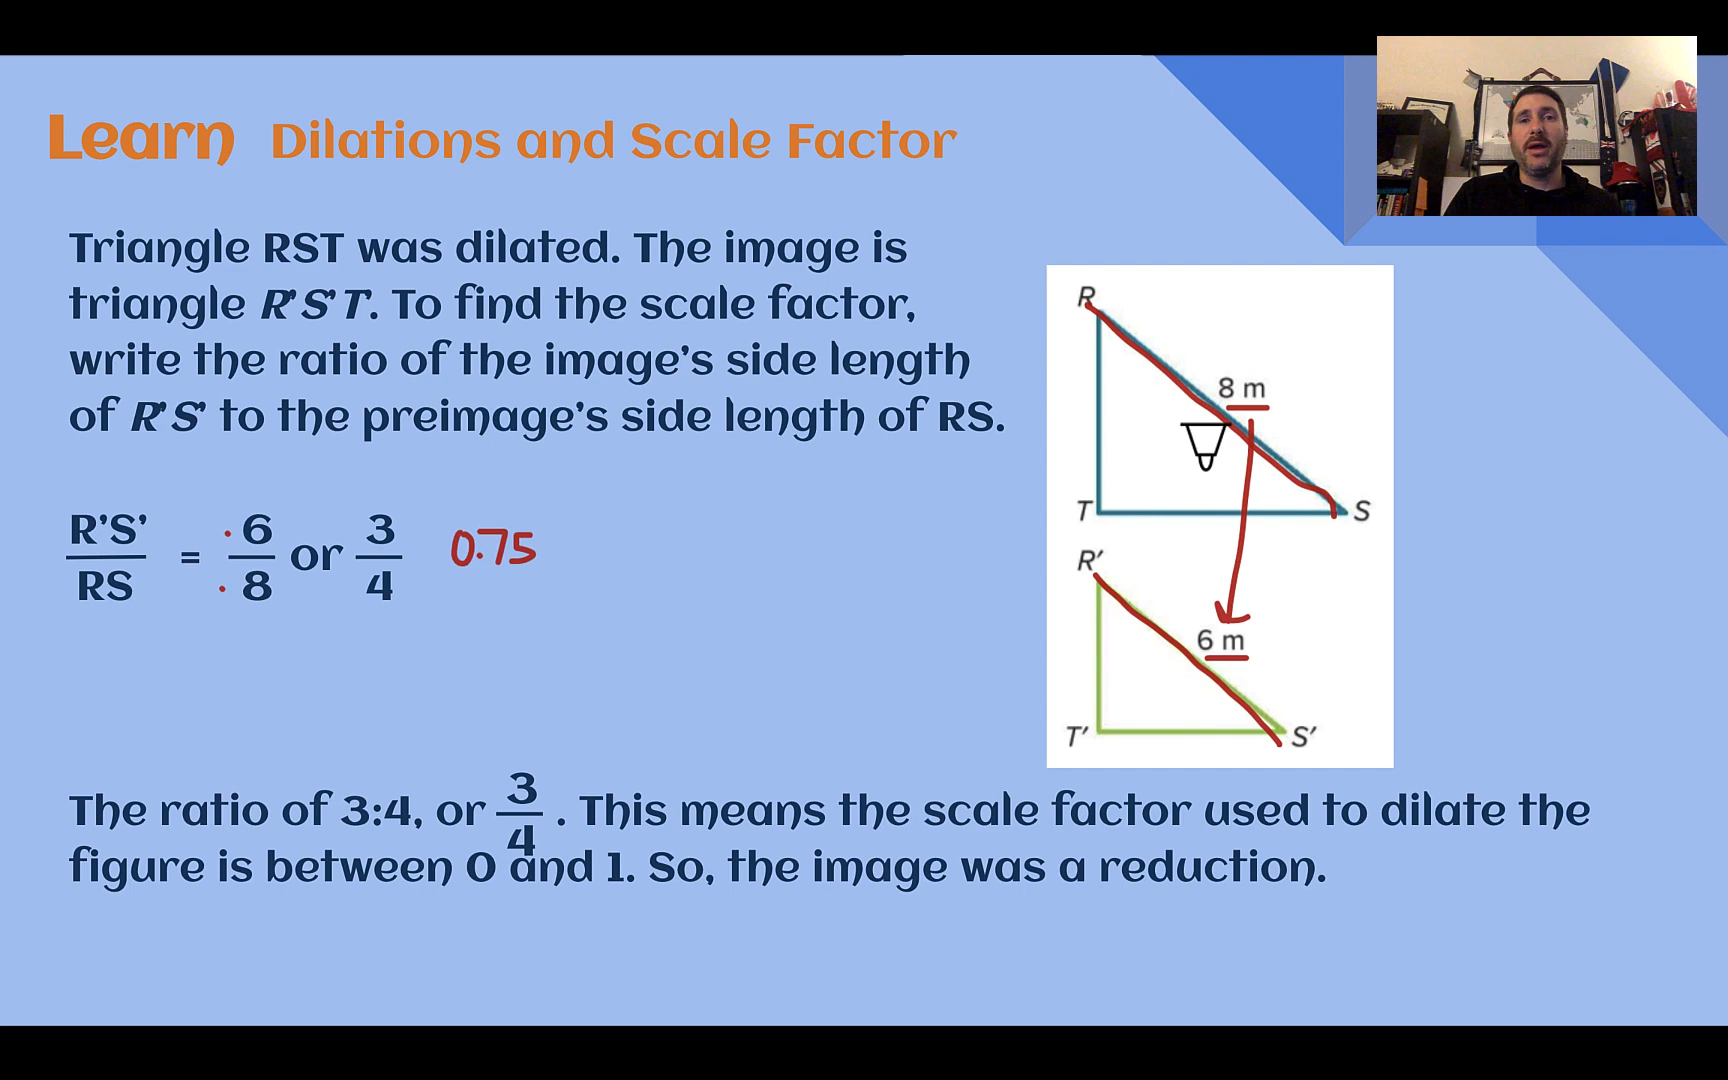 Learn Dilations and Scale Factor
Triangle RST was dilated. The image is
triangle R'S'T'. To find the scale factor,
write the ratio of the image's side length
of R'S' to the preimage's side length of RS.
R'S'
RS
=
6
8
or
3
4
0.75
R
8 m
T
S
R'
6 m
T'
S'
The ratio of 3:4, or 3/4 . This means the scale factor used to dilate the
figure is between 0 and 1. So, the image was a reduction.